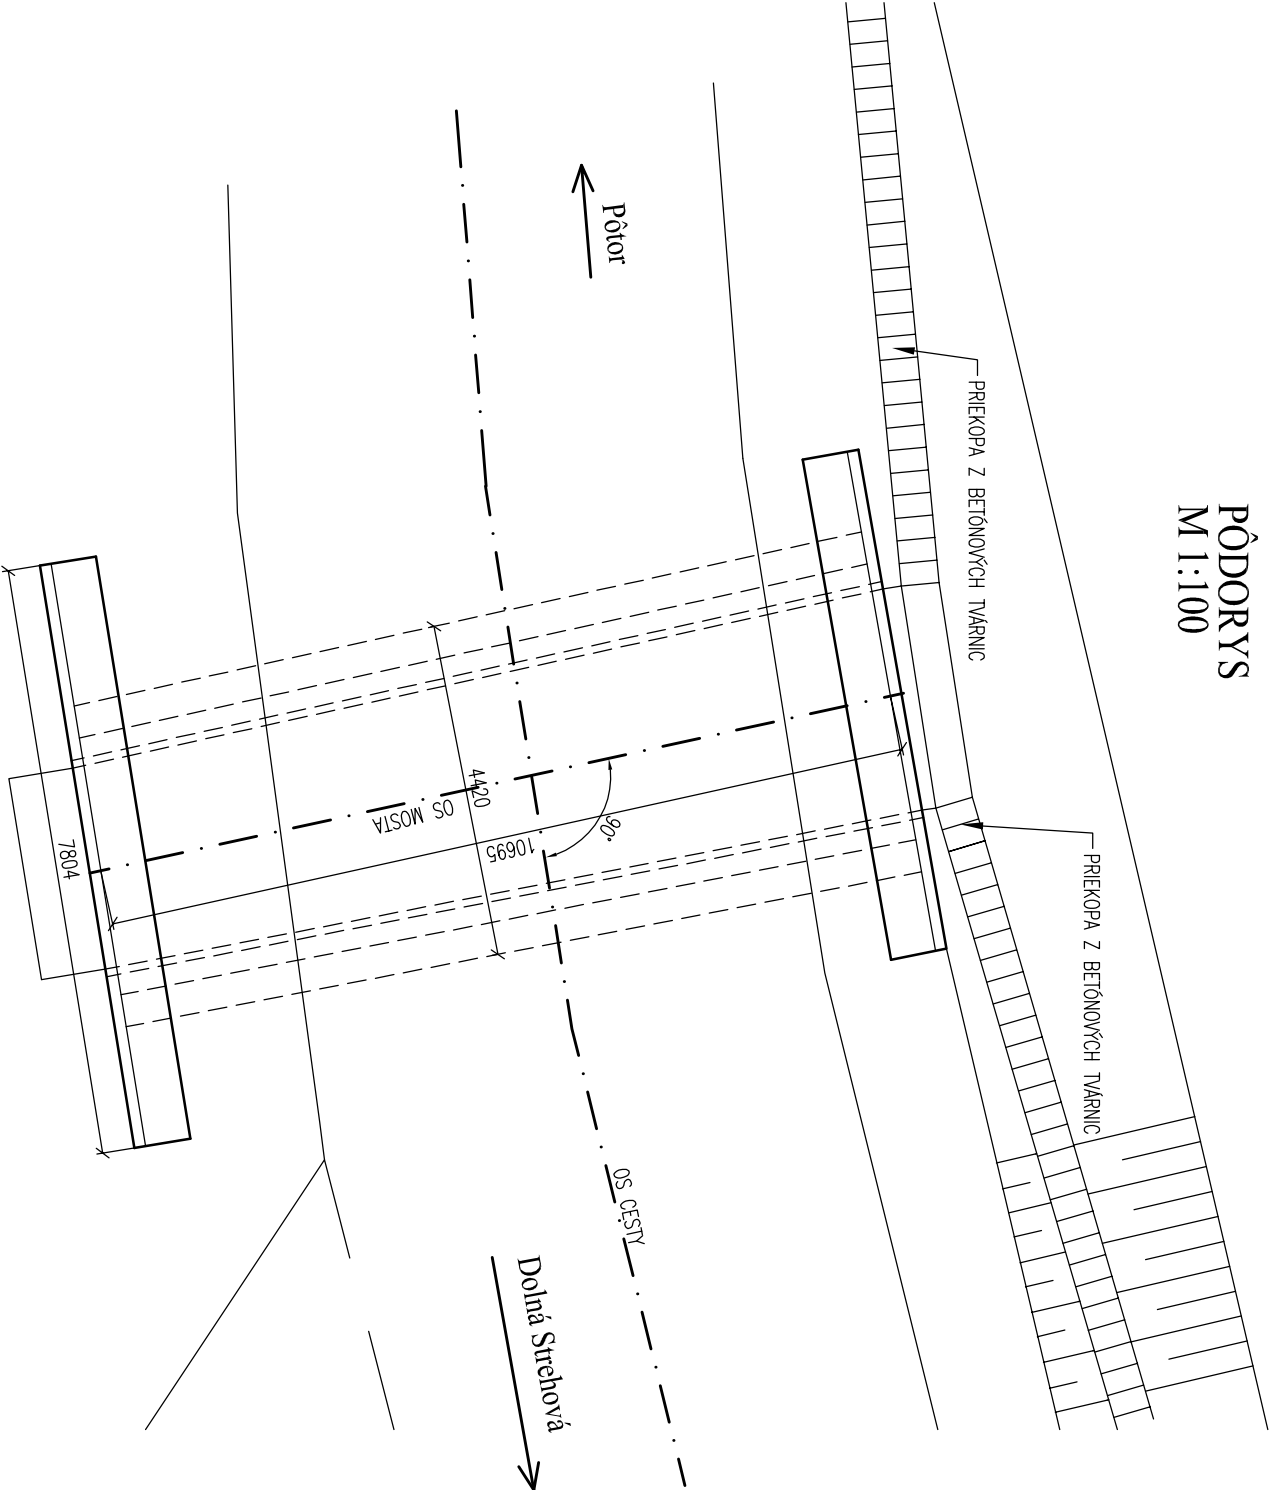 PÔDORYS
M 1:100
PRIEKOPA Z BETÓNOVÝCH TVÁRNIC
PRIEKOPA Z BETÓNOVÝCH TVÁRNIC
Pôtor
90°
10695
4420
OS MOSTA
7804
OS CESTY
Dolná Strehová